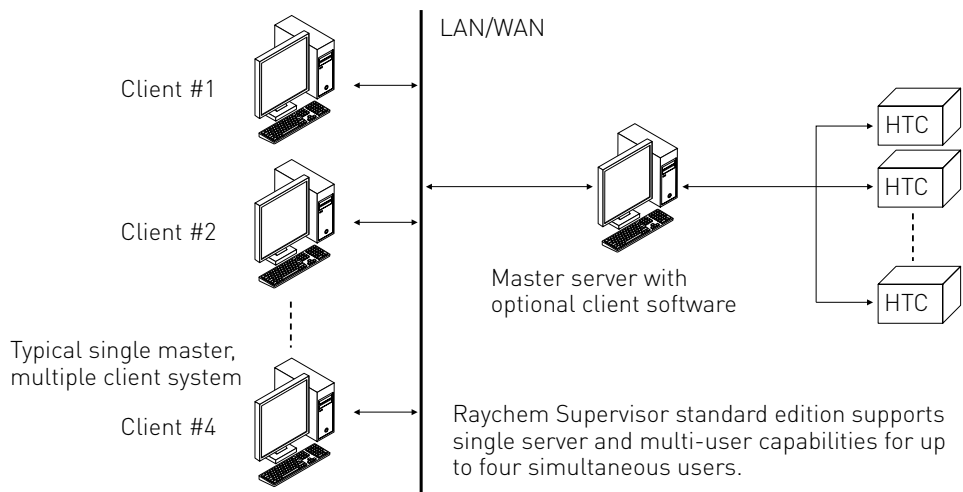 LAN/WAN
Client #1
HTC
HTC
Client #2
Master server with
optional client software
HTC
Typical single master,
multiple client system
Client #4
Raychem Supervisor standard edition supports
single server and multi-user capabilities for up
to four simultaneous users.